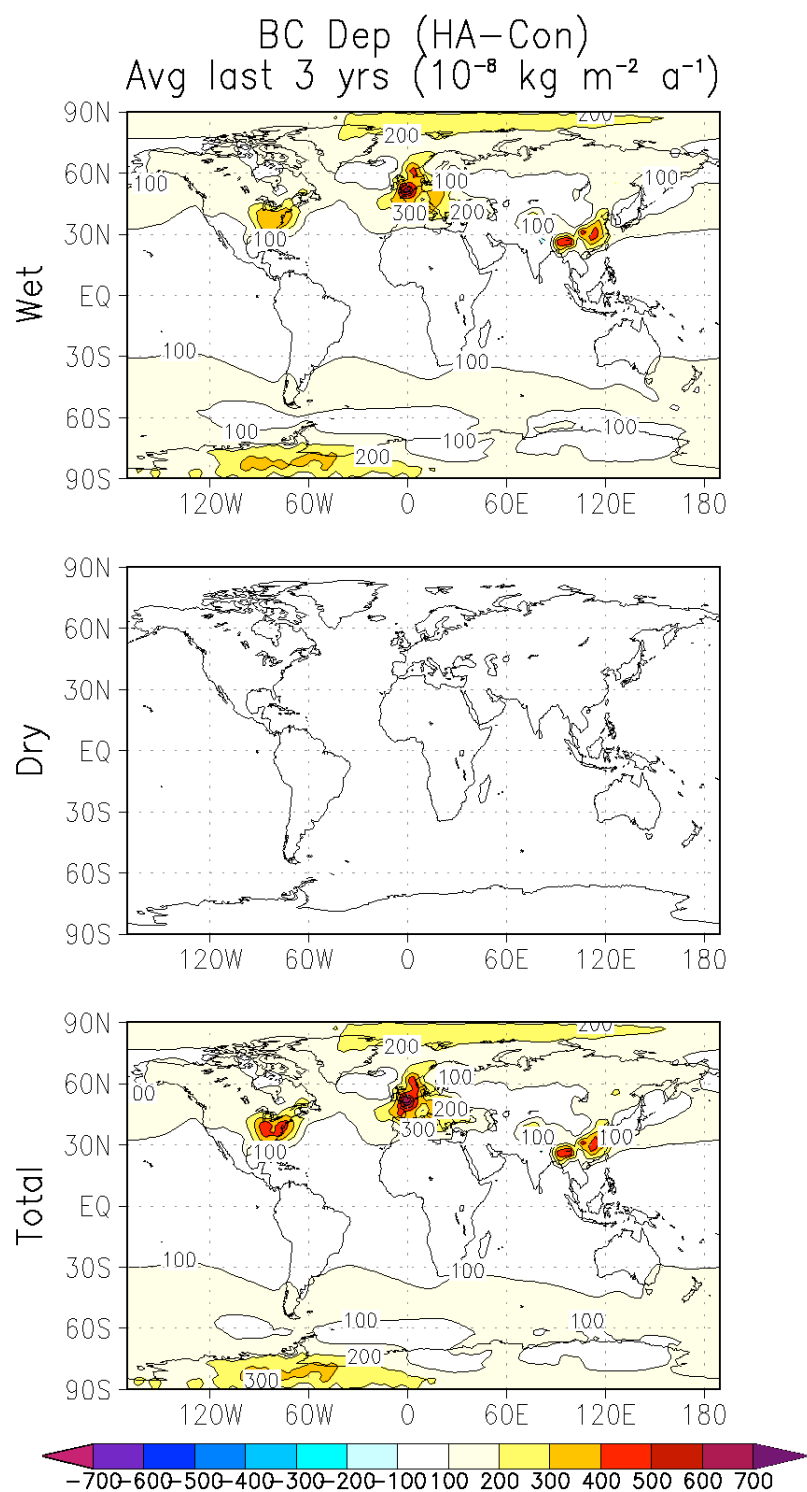 BC Dep (HA–Con)
Avg last 3 yrs (10⁻⁸ kg m⁻² a⁻¹)
Wet
90N
60N
30N
EQ
30S
60S
90S
200
200
100
100
100
300
200
100
100
100
100
100
100
100
200
120W 60W 0 60E 120E 180
Dry
90N
60N
30N
EQ
30S
60S
90S
120W 60W 0 60E 120E 180
Total
90N
60N
30N
EQ
30S
60S
90S
200
200
00
100
200
300
100
100
100
100
100
100
100
200
300
120W 60W 0 60E 120E 180
−700 −600 −500 −400 −300 −200 −100 100 200 300 400 500 600 700